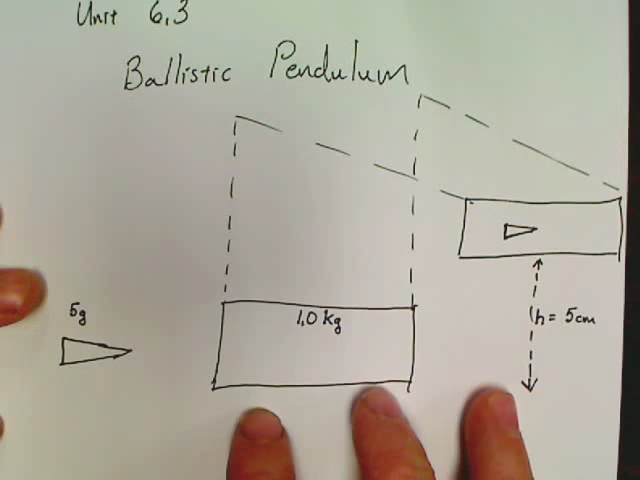 Unit 6.3
Ballistic Pendulum
5g
1.0 kg
h = 5cm